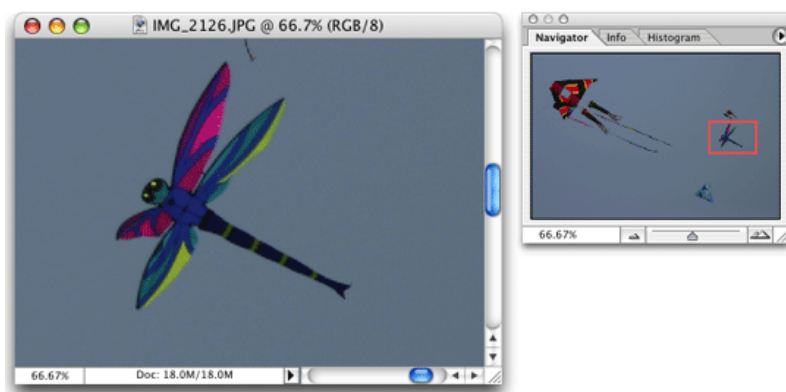 IMG_2126.JPG @ 66.7% (RGB/8)
66.67% Doc: 18.0M/18.0M
Navigator Info Histogram
66.67%